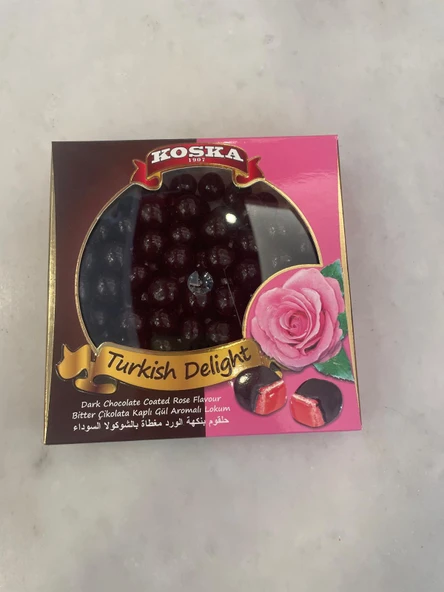 KOSKA
1907
Turkish Delight
Dark Chocolate Coated Rose Flavour
Bitter Çikolata Kaplı Gül Aromalı Lokum
حلقوم بنكهة الورد مغطاة بالشوكولا السوداء